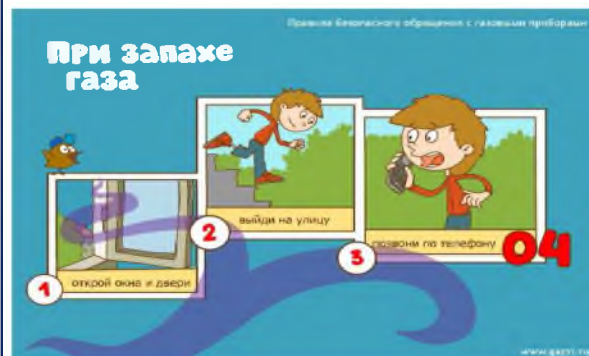 Правила безопасного обращения с газовыми приборами
При запахе
газа
1
открой окна и двери
2
выйди на улицу
3
позвони по телефону 04